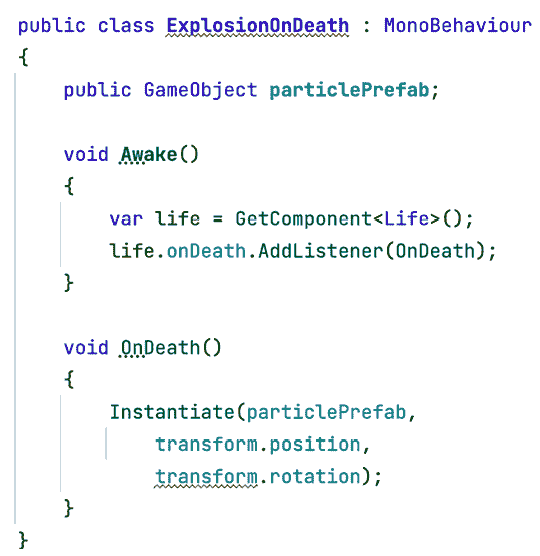 public class ExplosionOnDeath : MonoBehaviour
{
    public GameObject particlePrefab;

    void Awake()
    {
        var life = GetComponent<Life>();
        life.onDeath.AddListener(OnDeath);
    }

    void OnDeath()
    {
        Instantiate(particlePrefab,
            transform.position,
            transform.rotation);
    }
}